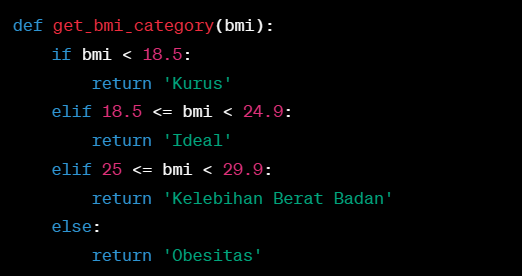 def get_bmi_category(bmi):
    if bmi < 18.5:
        return 'Kurus'
    elif 18.5 <= bmi < 24.9:
        return 'Ideal'
    elif 25 <= bmi < 29.9:
        return 'Kelebihan Berat Badan'
    else:
        return 'Obesitas'